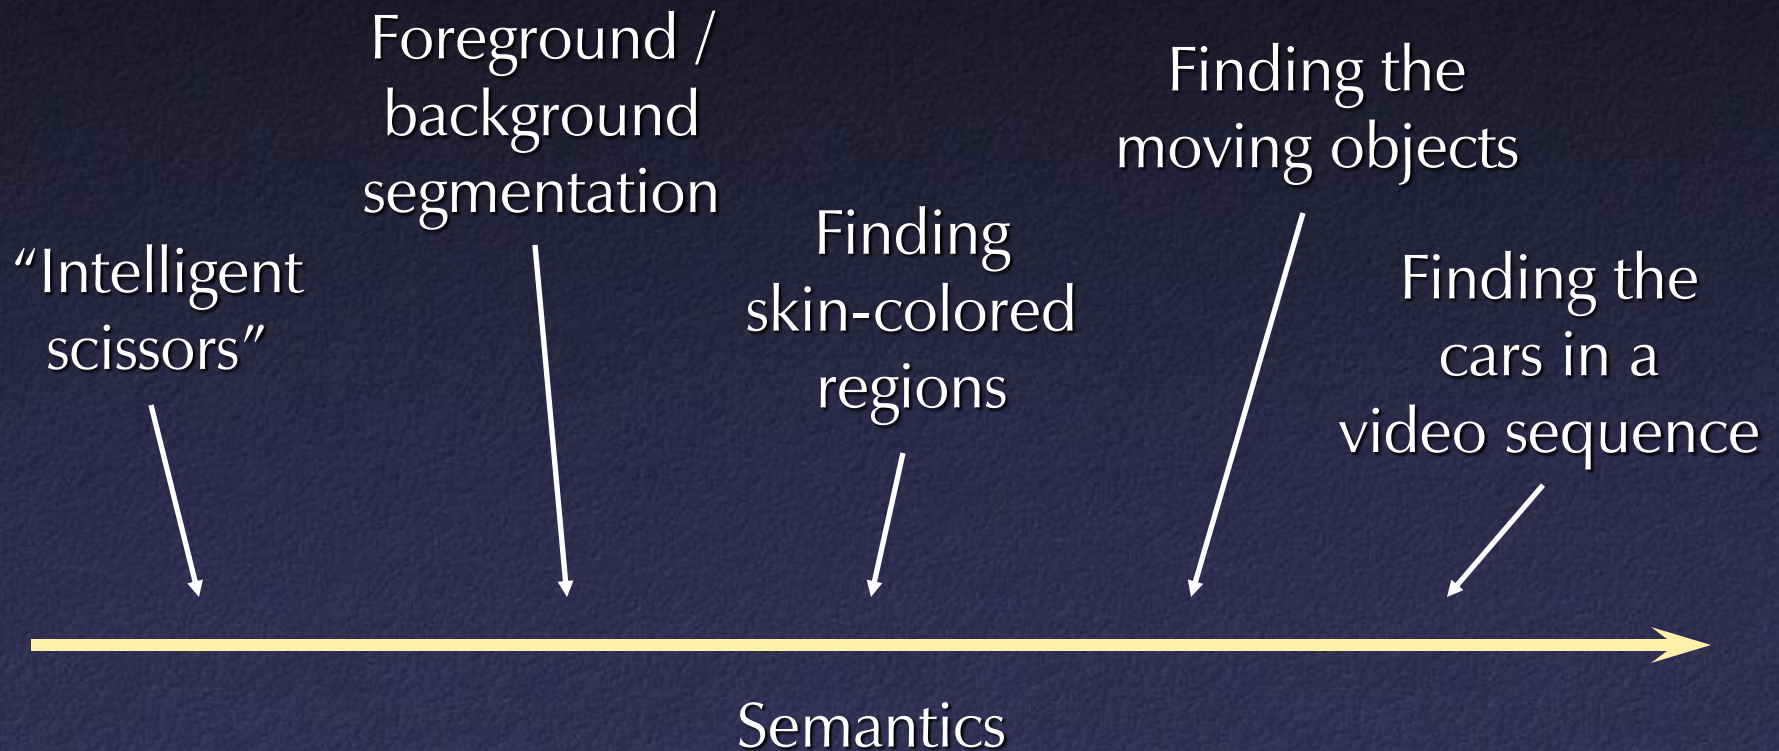 Foreground /
background
segmentation
Finding the
moving objects
Finding
skin-colored
regions
“Intelligent
scissors”
Finding the
cars in a
video sequence
Semantics